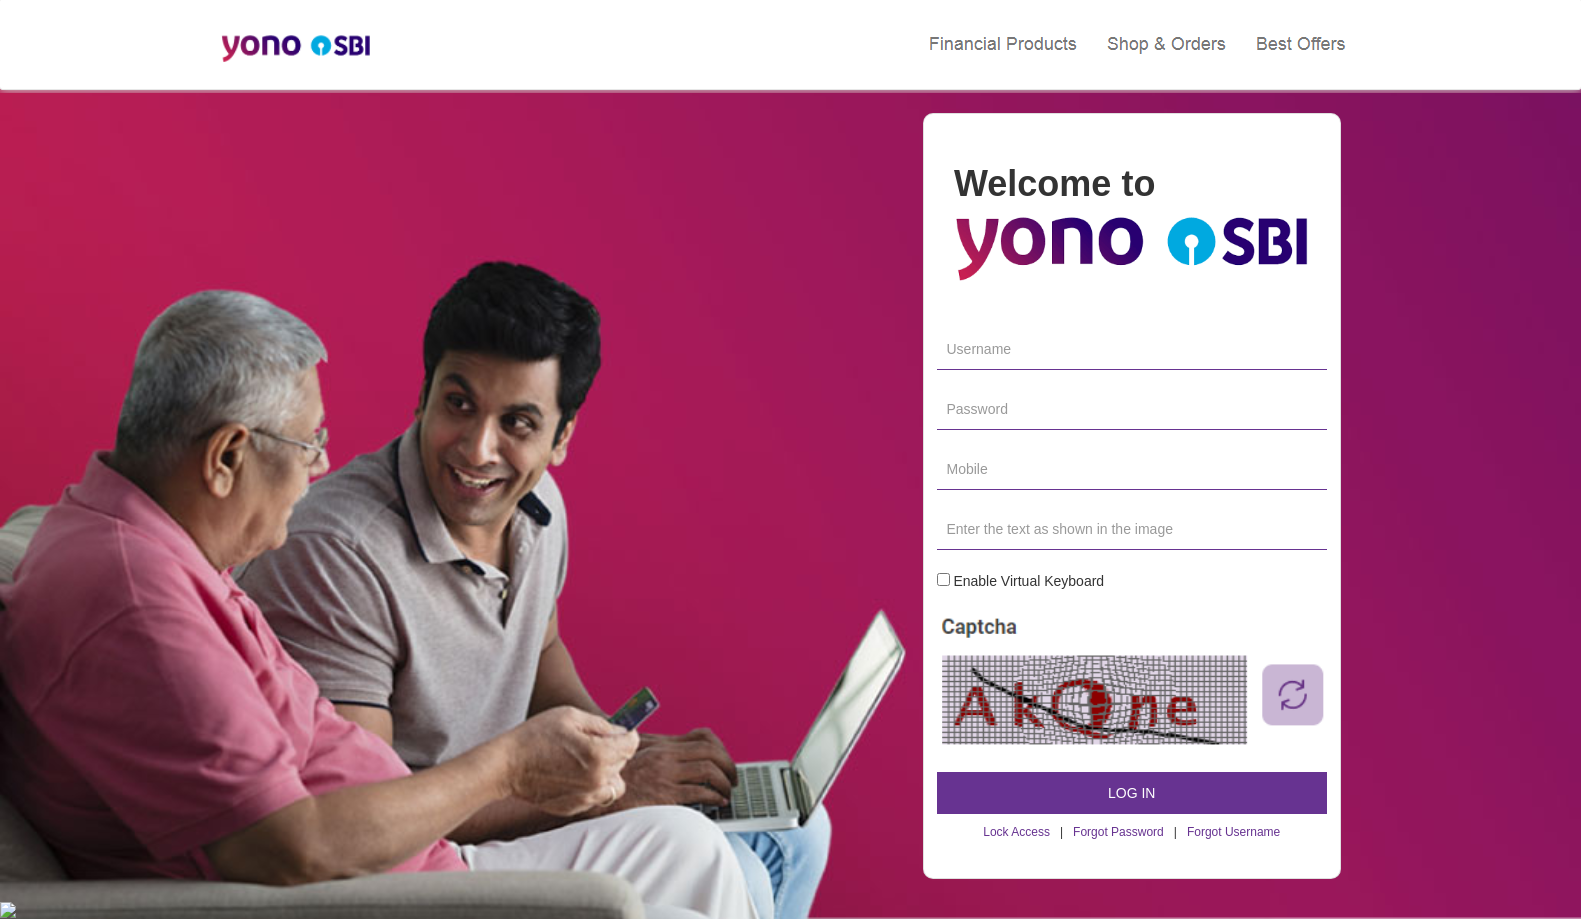 yono SBI
Financial Products Shop & Orders Best Offers
Welcome to
yono SBI
Username
Password
Mobile
Enter the text as shown in the image
Enable Virtual Keyboard
Captcha
LOG IN
Lock Access | Forgot Password | Forgot Username